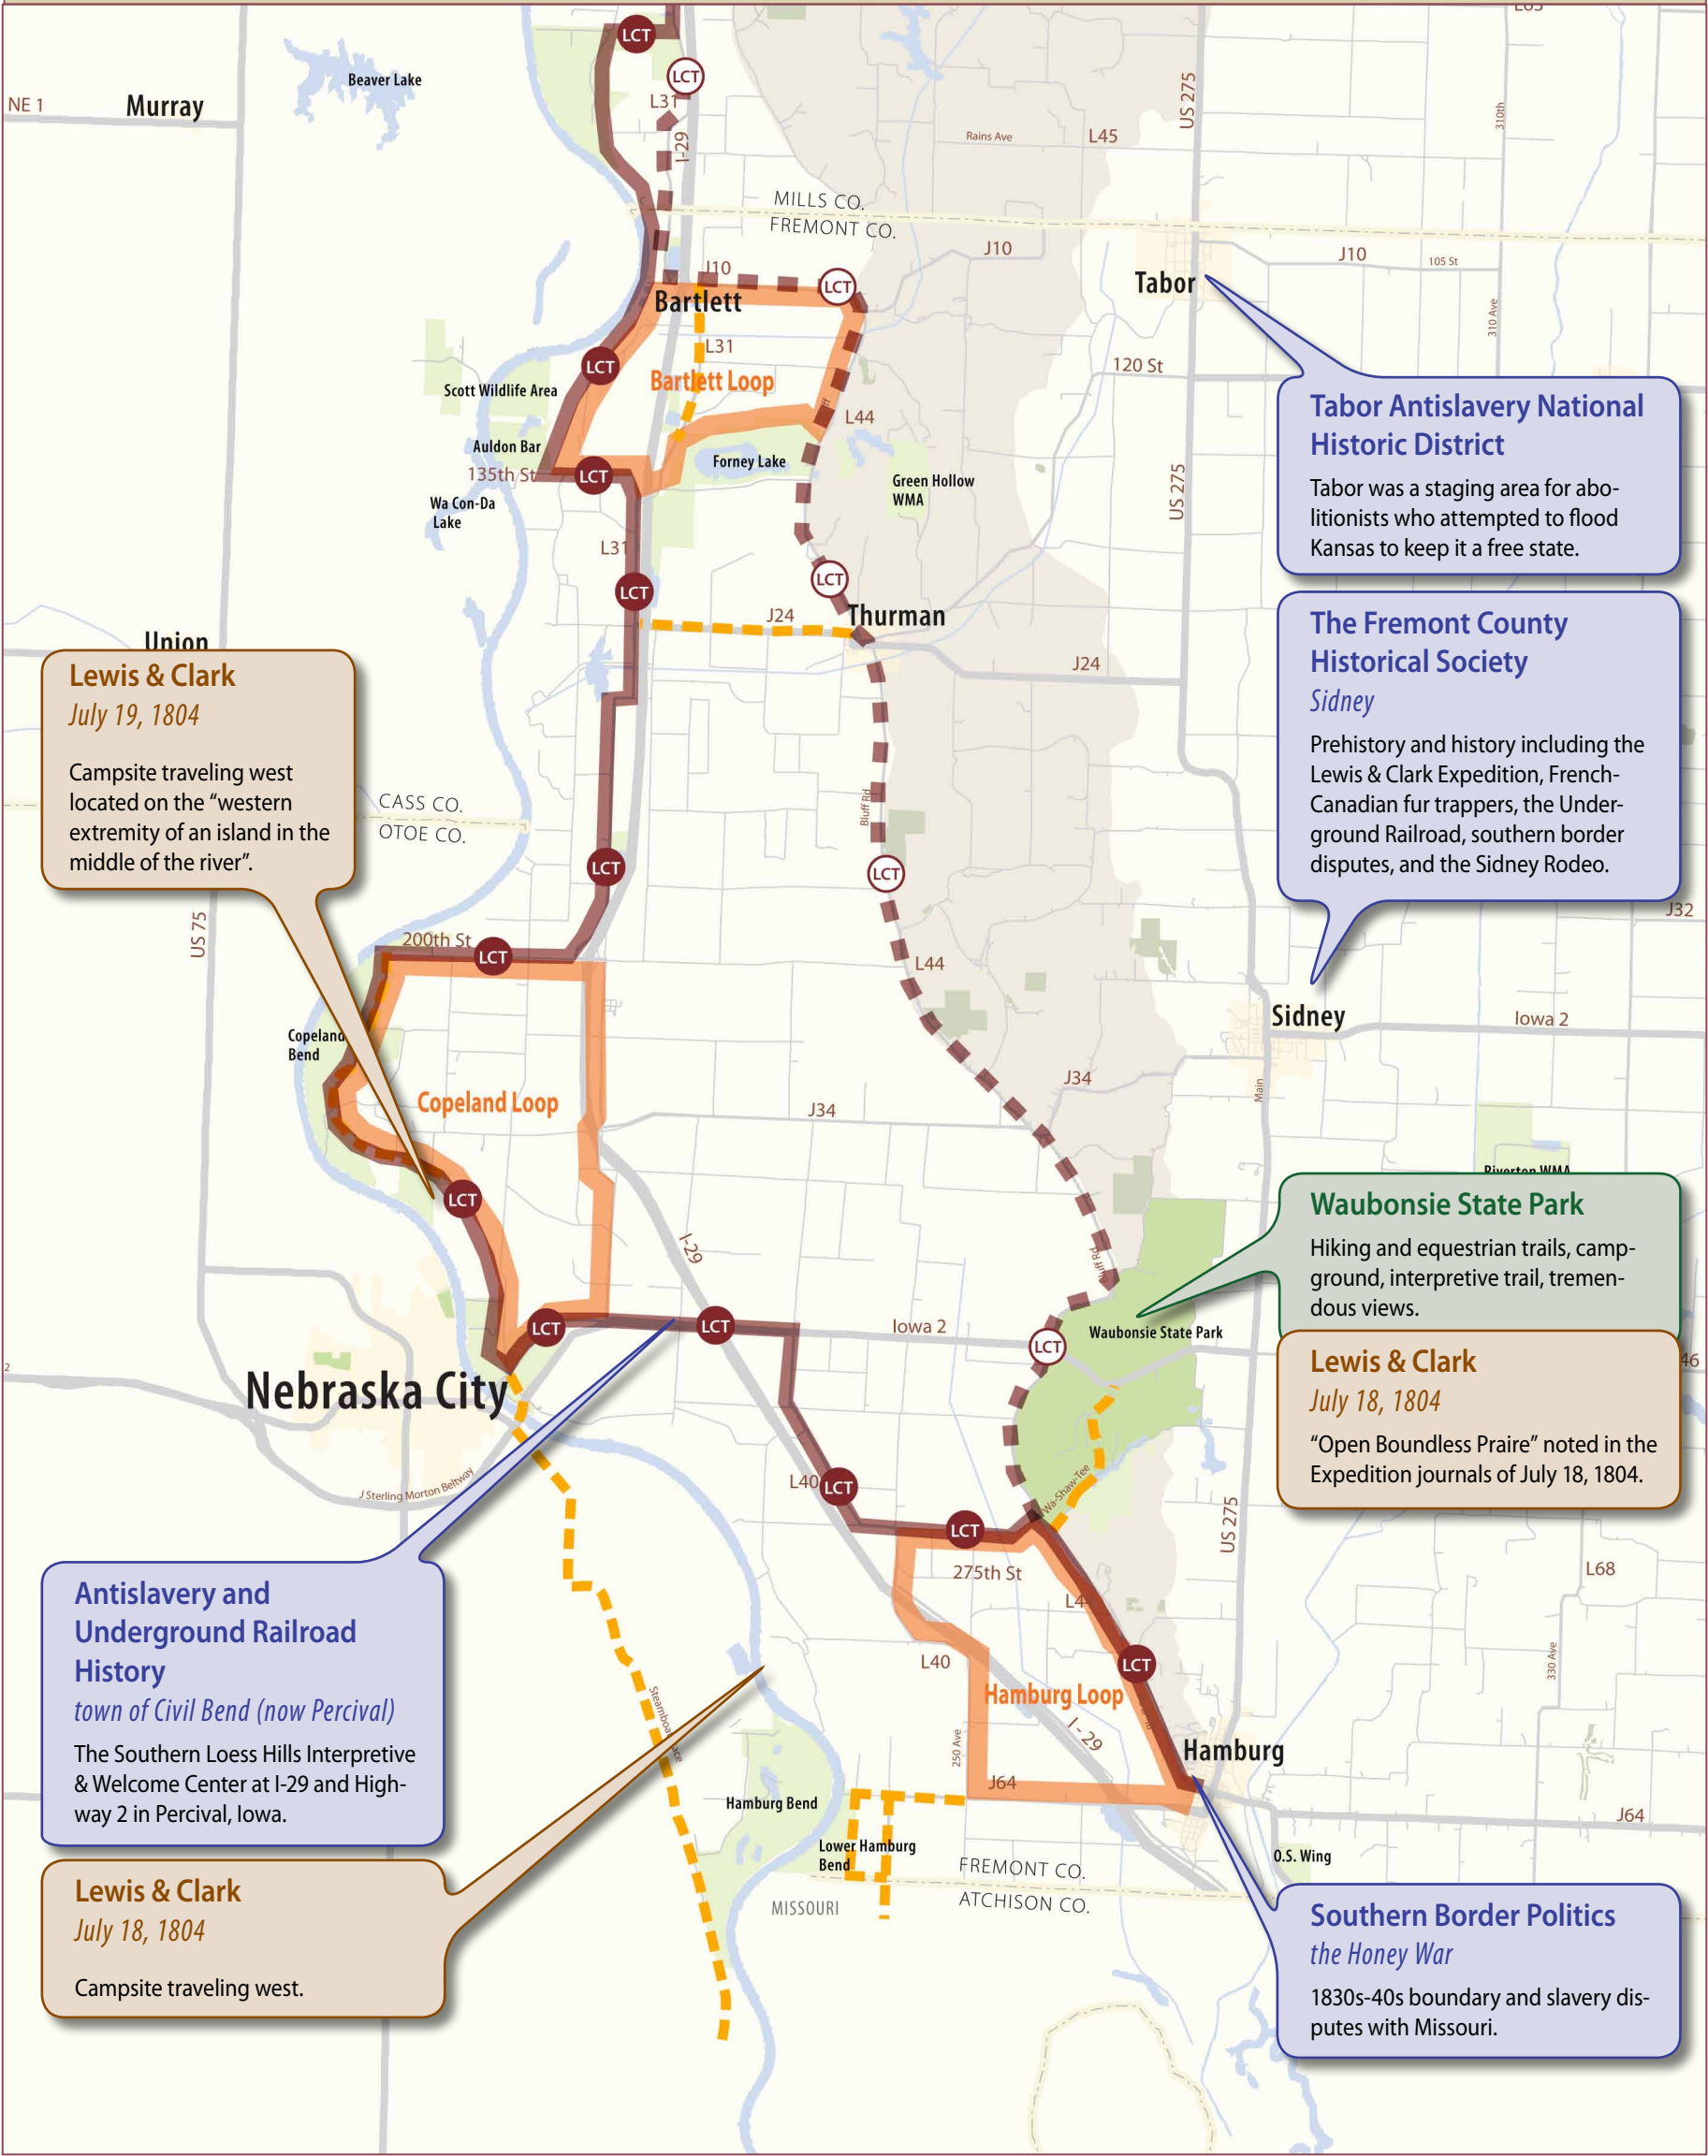 L63
LCT
Beaver Lake
LCT
NE 1
Murray
L31
US 275
310th
I-29
Rains Ave
L45
MILLS CO.
FREMONT CO.
J10
J10
105 St
J10
LCT
Tabor
Bartlett
310 Ave
L31
LCT
120 St
Bartlett Loop
Scott Wildlife Area
L44
Auldon Bar
Forney Lake
135th St
LCT
Green Hollow
WMA
US 275
Wa Con-Da
Lake
L31
LCT
LCT
Tabor Antislavery National
Historic District
Tabor was a staging area for abo-
litionists who attempted to flood
Kansas to keep it a free state.
J24
Thurman
Union
J24
The Fremont County
Historical Society
Sidney
Prehistory and history including the
Lewis & Clark Expedition, French-
Canadian fur trappers, the Under-
ground Railroad, southern border
disputes, and the Sidney Rodeo.
Lewis & Clark
July 19, 1804
Campsite traveling west
located on the “western
extremity of an island in the
middle of the river”.
CASS CO.
OTOE CO.
Bluff Rd
LCT
LCT
US 75
J32
200th St
LCT
L44
Sidney
Iowa 2
Copeland
Bend
Main
J34
Copeland Loop
J34
Riverton WMA
LCT
I-29
Bluff Rd
Waubonsie State Park
Hiking and equestrian trails, camp-
ground, interpretive trail, tremen-
dous views.
LCT
LCT
Iowa 2
LCT
Waubonsie State Park
2
46
Lewis & Clark
July 18, 1804
“Open Boundless Praire” noted in the
Expedition journals of July 18, 1804.
Nebraska City
J Sterling Morton Beltway
L40
LCT
Wa-Shaw-Tee
US 275
LCT
275th St
L68
L4
Antislavery and
Underground Railroad
History
town of Civil Bend (now Percival)
The Southern Loess Hills Interpretive
& Welcome Center at I-29 and High-
way 2 in Percival, Iowa.
L40
LCT
330 Ave
Hamburg Loop
I - 29
250 Ave
Hamburg
J64
Hamburg Bend
J64
Lower Hamburg
Bend
O.S. Wing
FREMONT CO.
ATCHISON CO.
MISSOURI
Lewis & Clark
July 18, 1804
Campsite traveling west.
Southern Border Politics
the Honey War
1830s-40s boundary and slavery dis-
putes with Missouri.